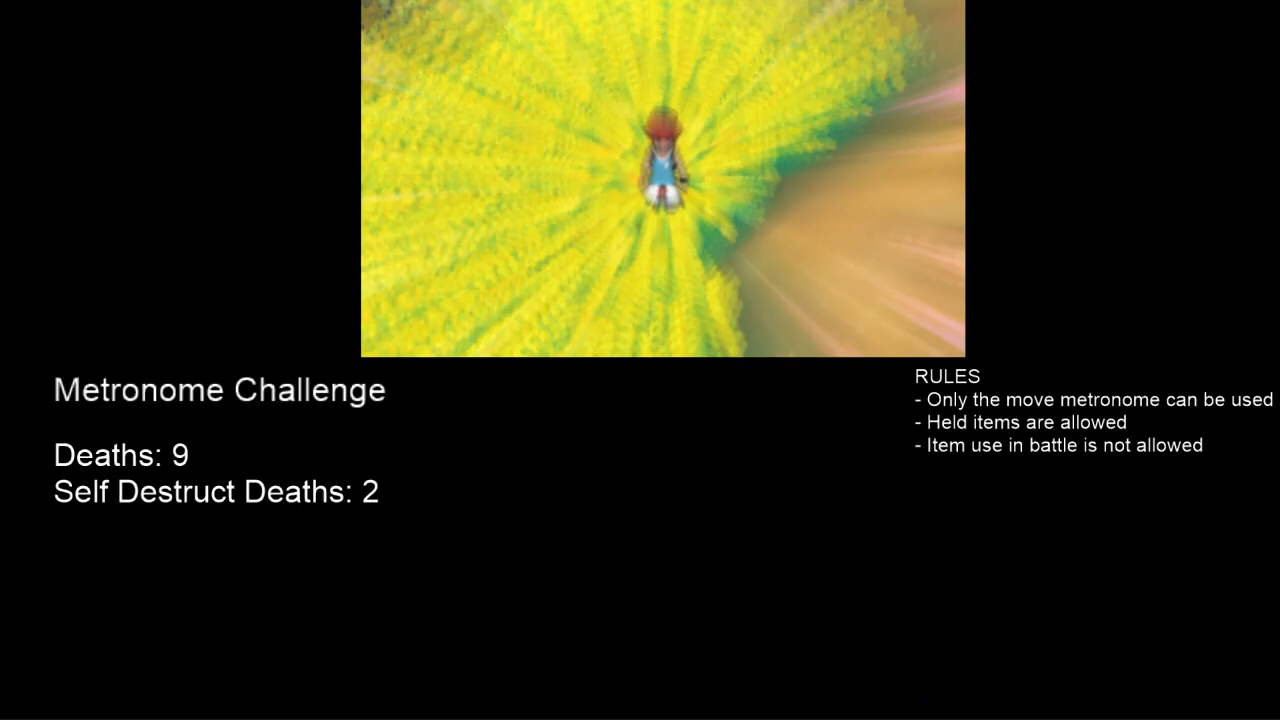 Metronome Challenge
Deaths: 9
Self Destruct Deaths: 2
RULES
- Only the move metronome can be used
- Held items are allowed
- Item use in battle is not allowed